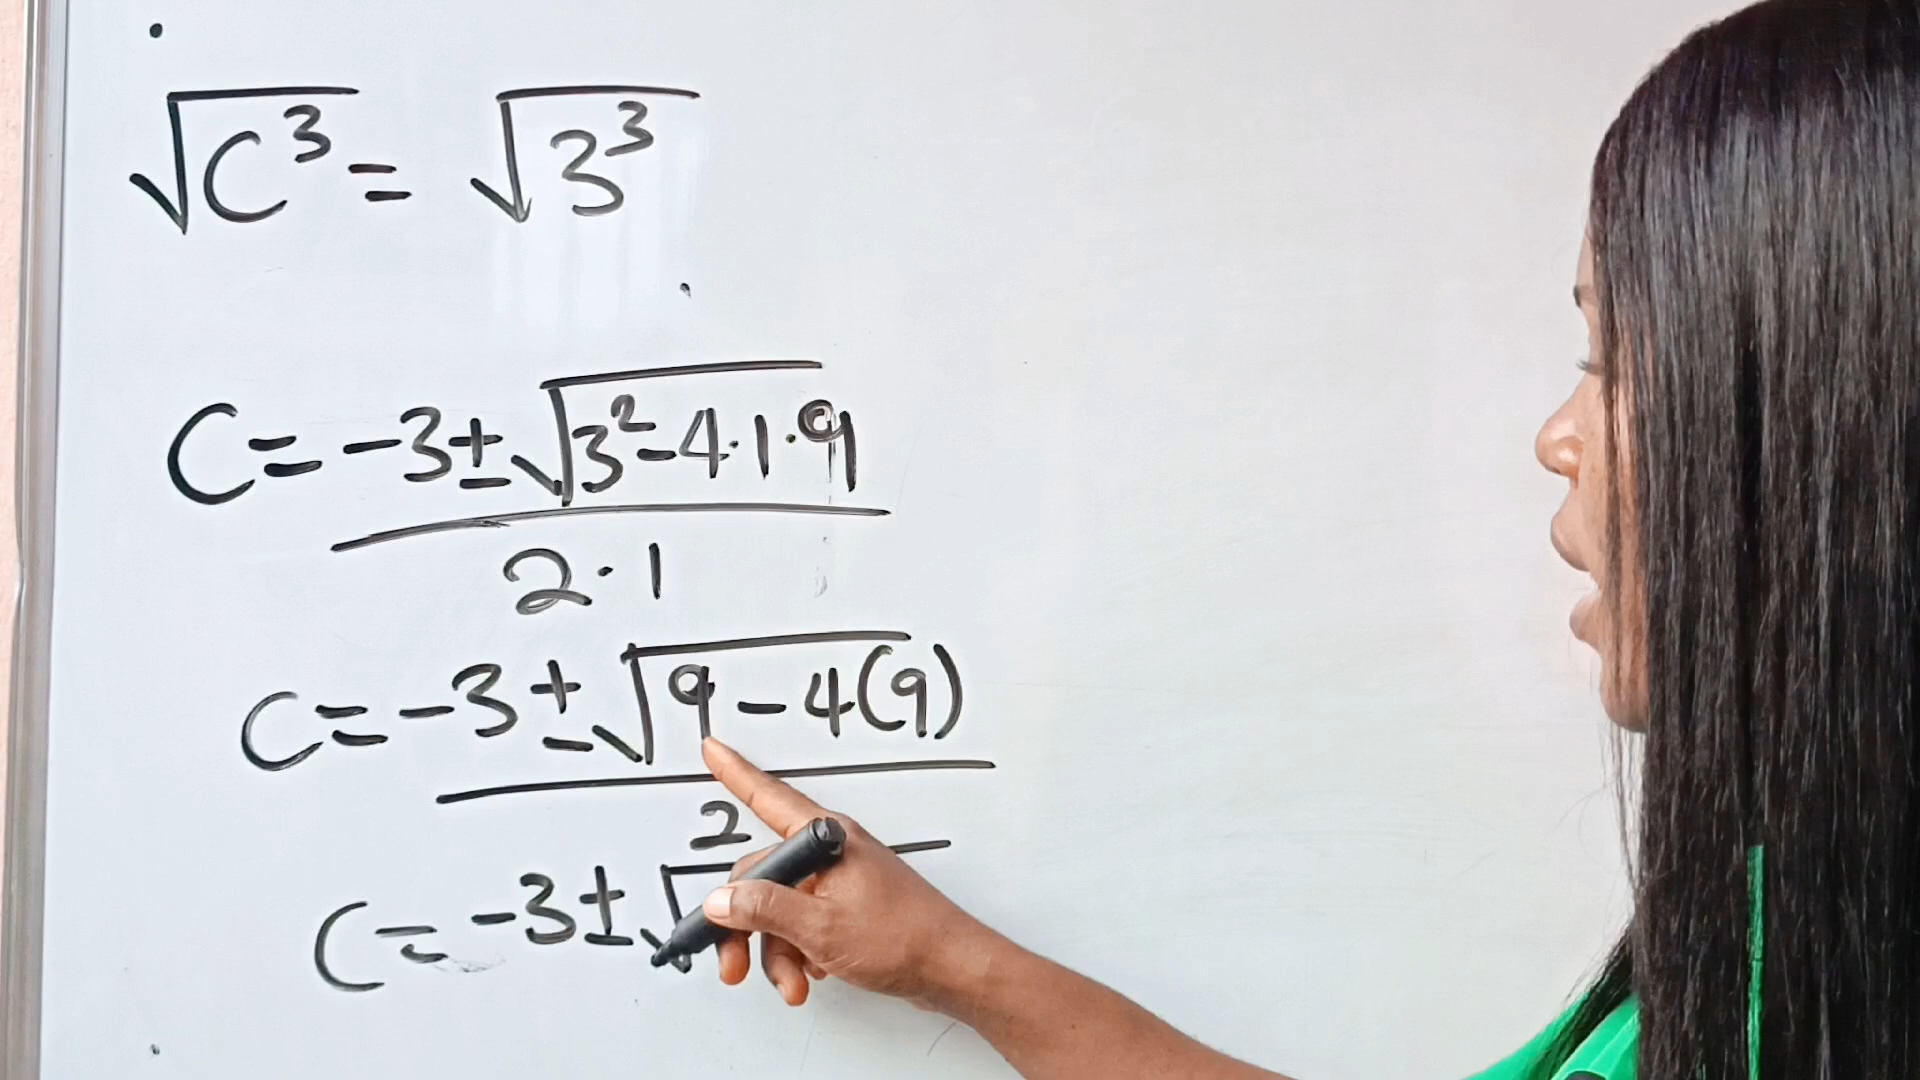 √C³ = √3³
C = -3 ± √3² - 4·1·9
2·1
C = -3 ± √9 - 4(9)
2
C = -3 ± √